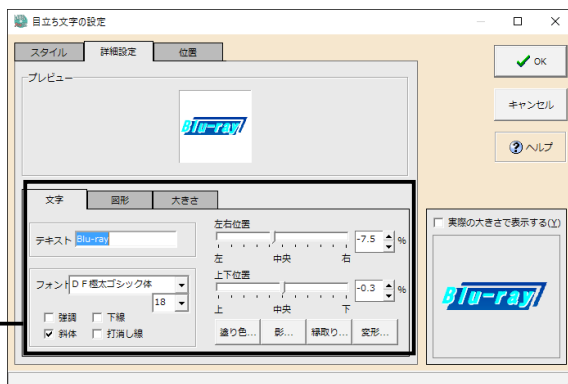 目立ち文字の設定
スタイル 詳細設定 位置
プレビュー
Blu-ray
OK
キャンセル
ヘルプ
文字 図形 大きさ
テキスト Blu-ray
フォント ＤＦ極太ゴシック体
18
強調 下線
斜体 打消し線
左右位置
-7.5 %
左 中央 右
上下位置
-0.3 %
上 中央 下
塗り色... 影... 縁取り... 変形...
実際の大きさで表示する(Y)
Blu-ray